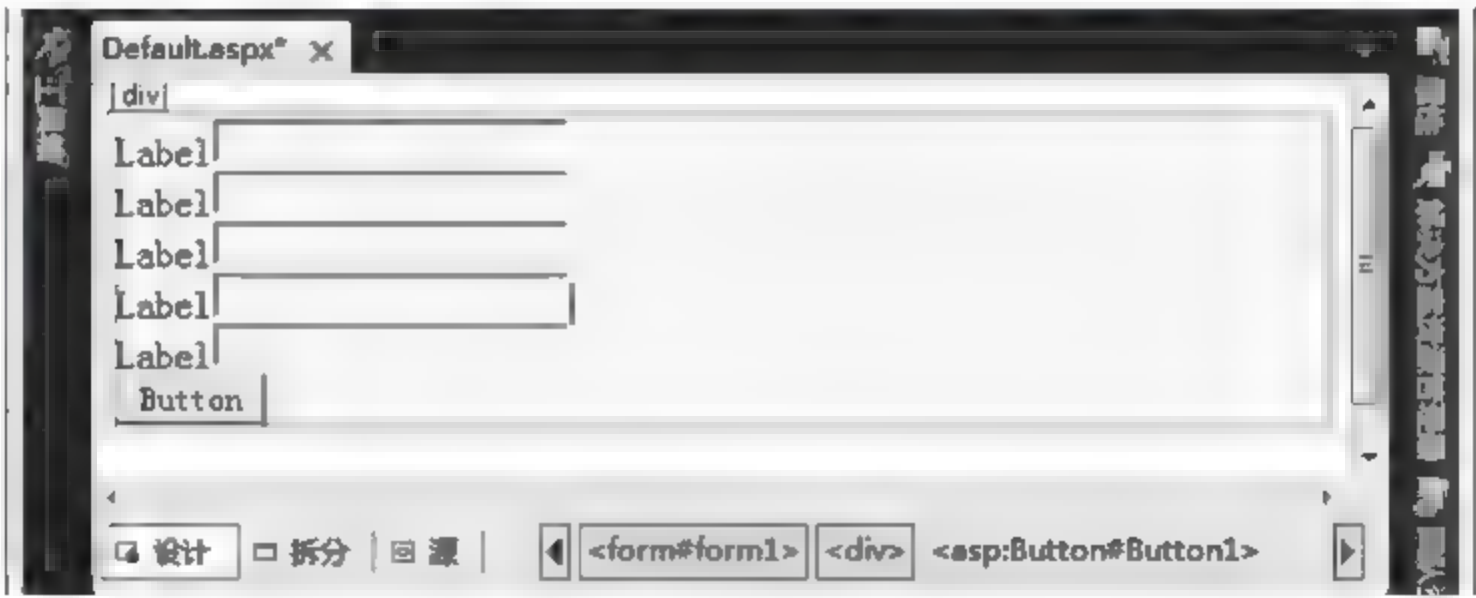 Default.aspx*
div
Label
Label
Label
Label
Label
Button
设计 拆分 源 <form#form1> <div> <asp:Button#Button1>